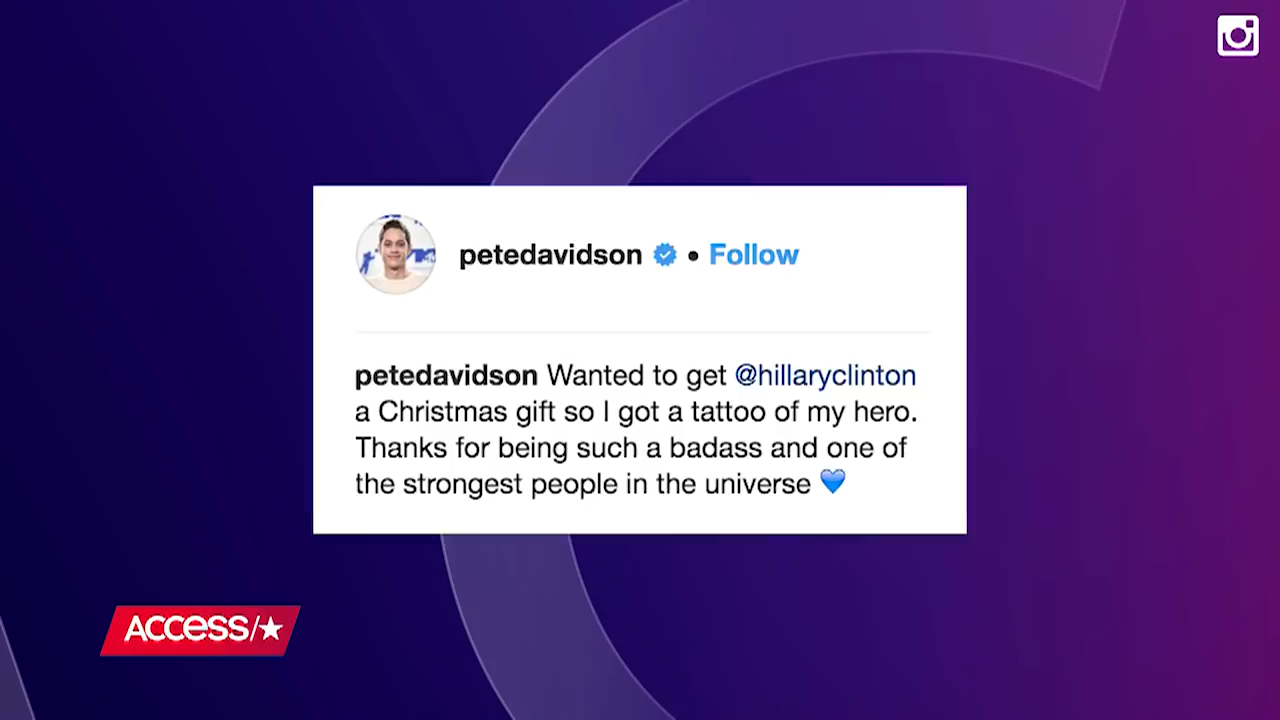 petedavidson • Follow
petedavidson Wanted to get @hillaryclinton
a Christmas gift so I got a tattoo of my hero.
Thanks for being such a badass and one of
the strongest people in the universe 💙
ACCESS/★